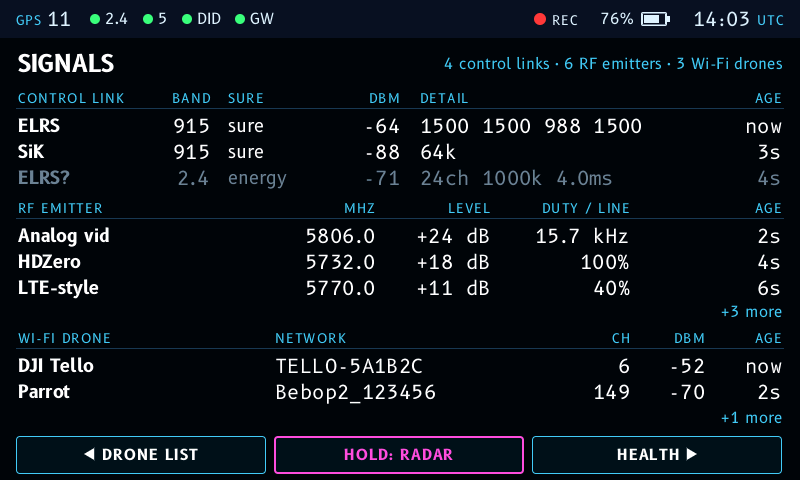 GPS 11 2.4 5 DID GW REC 76% 14:03 UTC
SIGNALS 4 control links · 6 RF emitters · 3 Wi-Fi drones
CONTROL LINK BAND SURE DBM DETAIL AGE
ELRS 915 sure -64 1500 1500 988 1500 now
SiK 915 sure -88 64k 3s
ELRS? 2.4 energy -71 24ch 1000k 4.0ms 4s
RF EMITTER MHZ LEVEL DUTY / LINE AGE
Analog vid 5806.0 +24 dB 15.7 kHz 2s
HDZero 5732.0 +18 dB 100% 4s
LTE-style 5770.0 +11 dB 40% 6s
+3 more
WI-FI DRONE NETWORK CH DBM AGE
DJI Tello TELLO-5A1B2C 6 -52 now
Parrot Bebop2_123456 149 -70 2s
+1 more
◀ DRONE LIST HOLD: RADAR HEALTH ▶